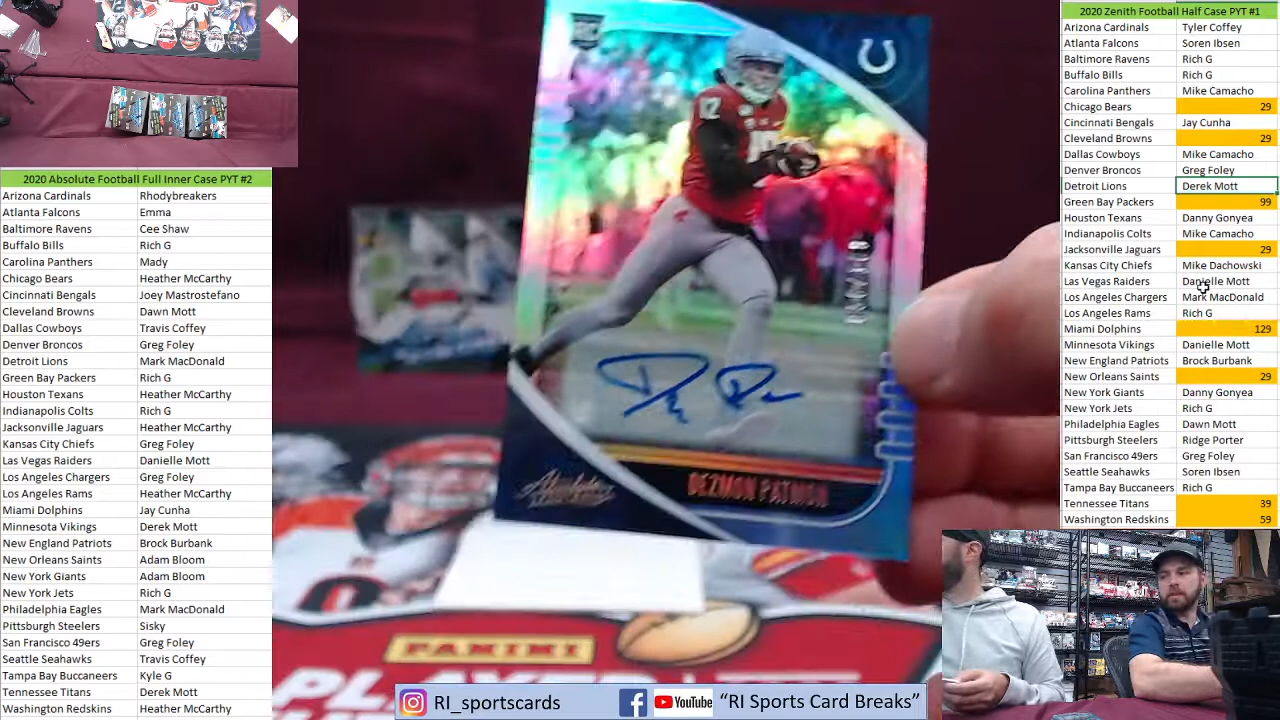 2020 Absolute Football Full Inner Case PYT #2
Arizona Cardinals Rhodybreakers
Atlanta Falcons Emma
Baltimore Ravens Cee Shaw
Buffalo Bills Rich G
Carolina Panthers Mady
Chicago Bears Heather McCarthy
Cincinnati Bengals Joey Mastrostefano
Cleveland Browns Dawn Mott
Dallas Cowboys Travis Coffey
Denver Broncos Greg Foley
Detroit Lions Mark MacDonald
Green Bay Packers Rich G
Houston Texans Heather McCarthy
Indianapolis Colts Rich G
Jacksonville Jaguars Heather McCarthy
Kansas City Chiefs Greg Foley
Las Vegas Raiders Danielle Mott
Los Angeles Chargers Greg Foley
Los Angeles Rams Heather McCarthy
Miami Dolphins Jay Cunha
Minnesota Vikings Derek Mott
New England Patriots Brock Burbank
New Orleans Saints Adam Bloom
New York Giants Adam Bloom
New York Jets Rich G
Philadelphia Eagles Mark MacDonald
Pittsburgh Steelers Sisky
San Francisco 49ers Greg Foley
Seattle Seahawks Travis Coffey
Tampa Bay Buccaneers Kyle G
Tennessee Titans Derek Mott
Washington Redskins Heather McCarthy
RC
17
Absolute
DEZMON PATMON
PANINI
RI_sportscards
YouTube
"RI Sports Card Breaks"
2020 Zenith Football Half Case PYT #1
Arizona Cardinals Tyler Coffey
Atlanta Falcons Soren Ibsen
Baltimore Ravens Rich G
Buffalo Bills Rich G
Carolina Panthers Mike Camacho
Chicago Bears 29
Cincinnati Bengals Jay Cunha
Cleveland Browns 29
Dallas Cowboys Mike Camacho
Denver Broncos Greg Foley
Detroit Lions Derek Mott
Green Bay Packers 99
Houston Texans Danny Gonyea
Indianapolis Colts Mike Camacho
Jacksonville Jaguars 29
Kansas City Chiefs Mike Dachowski
Las Vegas Raiders Danielle Mott
Los Angeles Chargers Mark MacDonald
Los Angeles Rams Rich G
Miami Dolphins 129
Minnesota Vikings Danielle Mott
New England Patriots Brock Burbank
New Orleans Saints 29
New York Giants Danny Gonyea
New York Jets Rich G
Philadelphia Eagles Dawn Mott
Pittsburgh Steelers Ridge Porter
San Francisco 49ers Greg Foley
Seattle Seahawks Soren Ibsen
Tampa Bay Buccaneers Rich G
Tennessee Titans 39
Washington Redskins 59